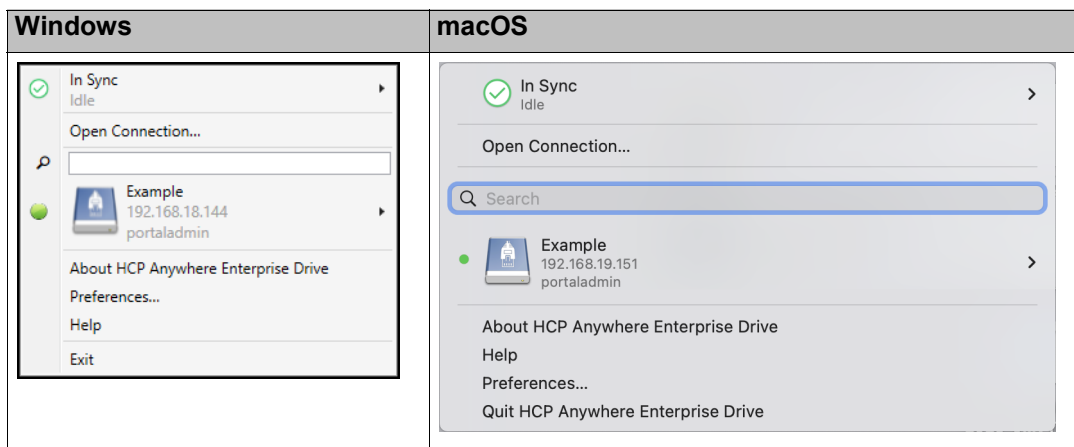 Windows
macOS
In Sync
Idle
Open Connection...
Example
192.168.18.144
portaladmin
About HCP Anywhere Enterprise Drive
Preferences...
Help
Exit
In Sync
Idle
Open Connection...
Search
Example
192.168.19.151
portaladmin
About HCP Anywhere Enterprise Drive
Help
Preferences...
Quit HCP Anywhere Enterprise Drive